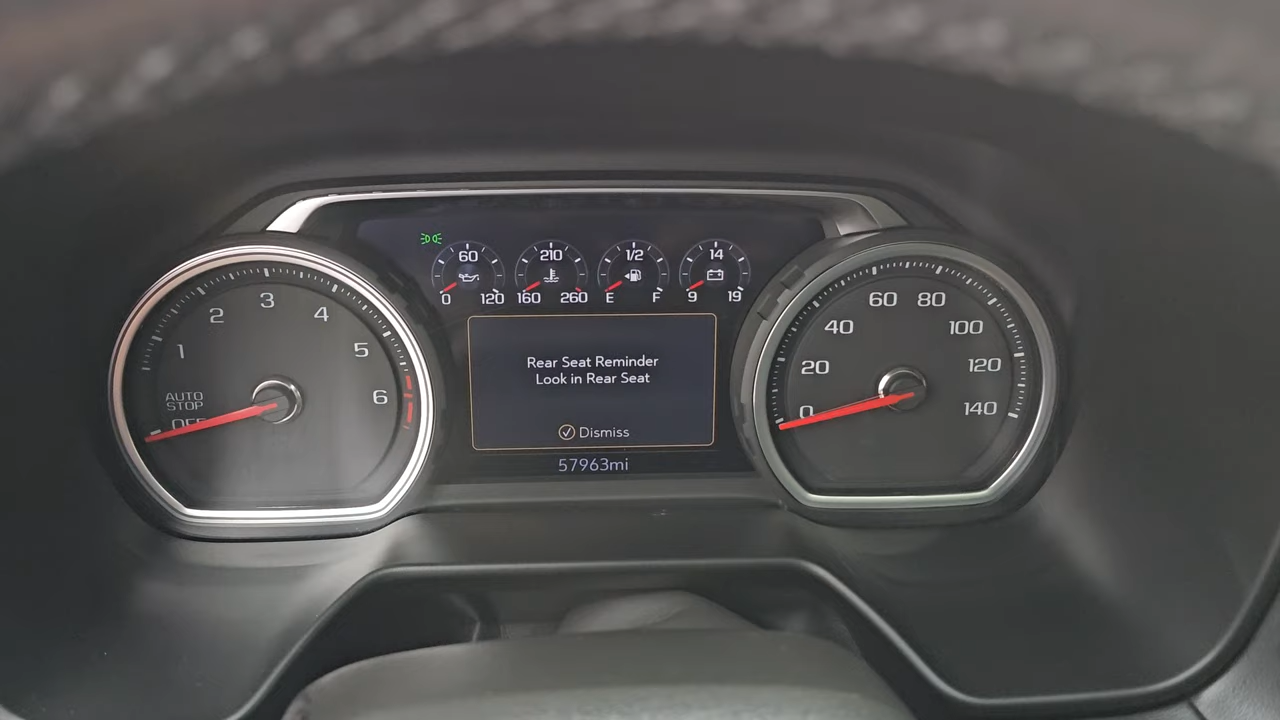 60
0 120
210
160 260
1/2
E F
14
9 19
1 2 3 4 5 6
AUTO
STOP
OFF
Rear Seat Reminder
Look in Rear Seat
Dismiss
57963mi
0 20 40 60 80 100 120 140